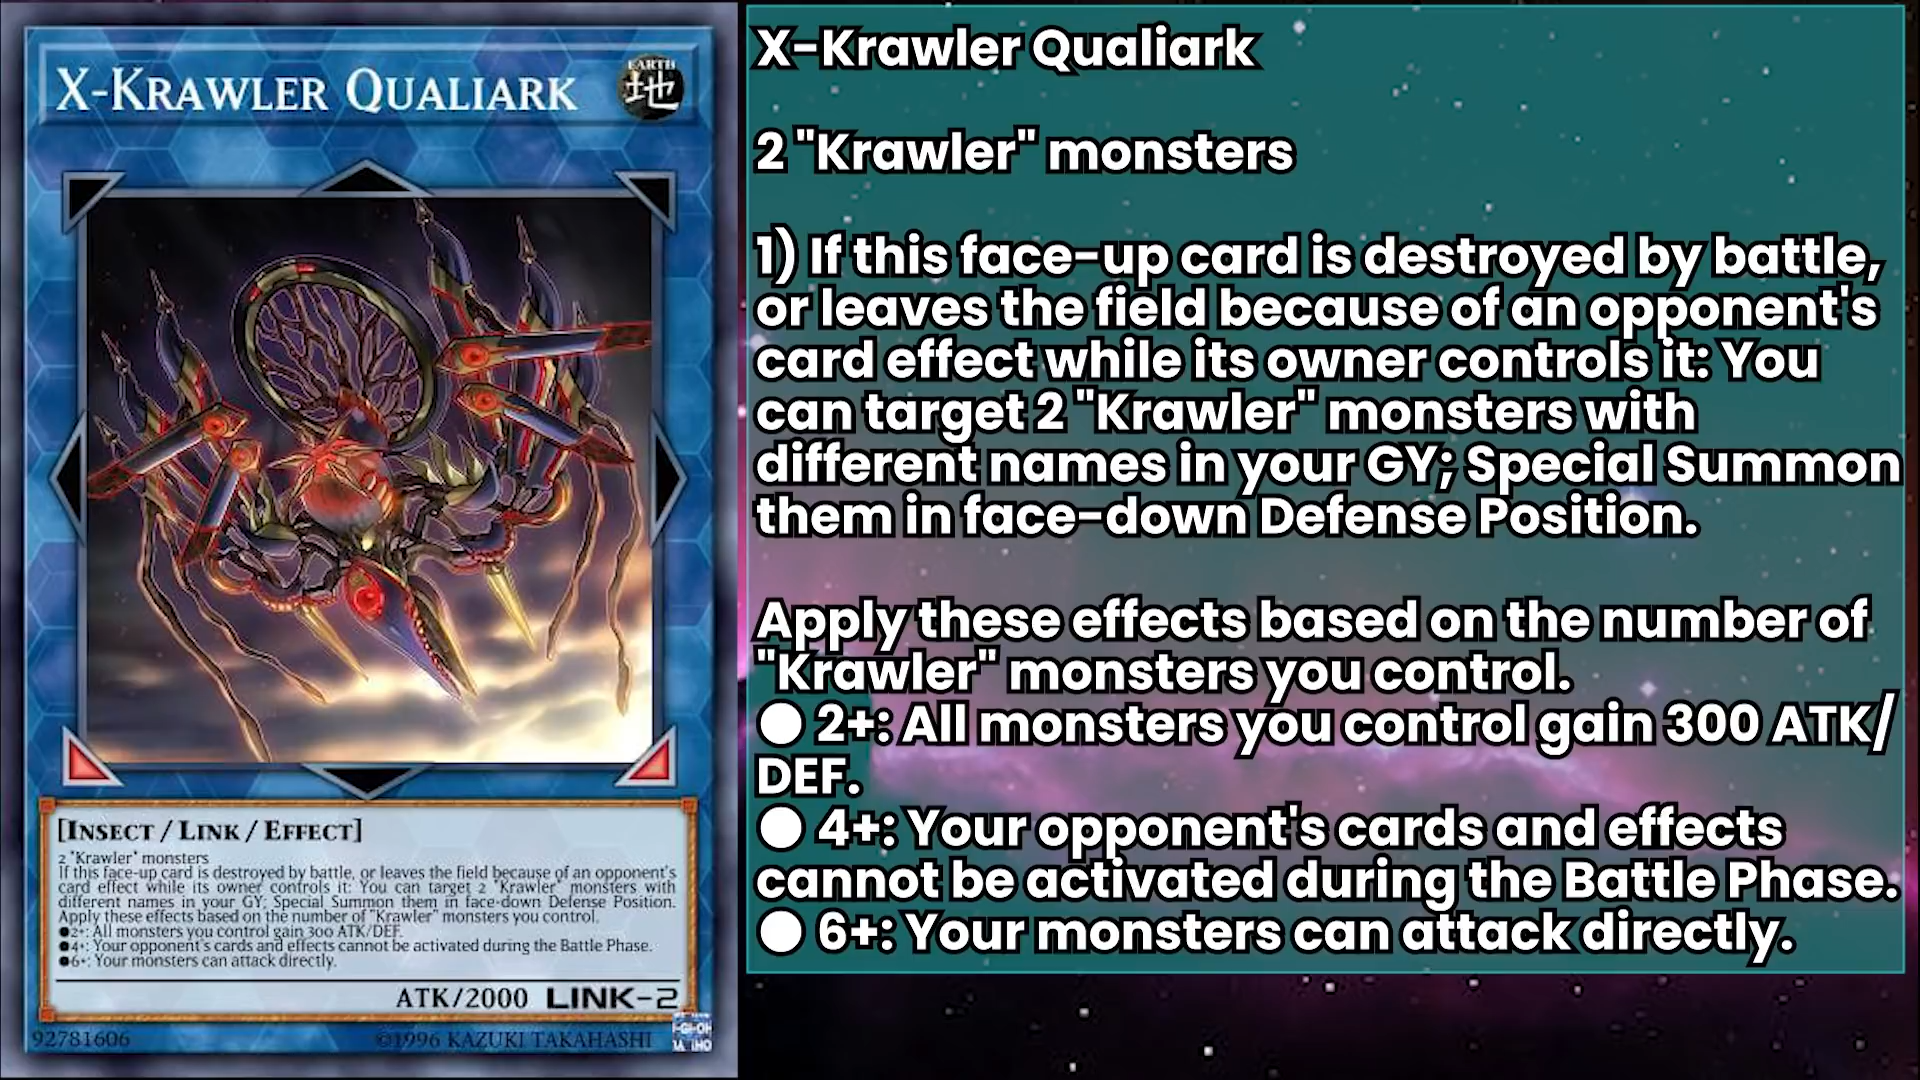 X-Krawler Qualiark
EARTH
地
[Insect / Link / Effect]
2 "Krawler" monsters
If this face-up card is destroyed by battle, or leaves the field because of an opponent's
card effect while its owner controls it: You can target 2 "Krawler" monsters with
different names in your GY; Special Summon them in face-down Defense Position.
Apply these effects based on the number of "Krawler" monsters you control.
●2+: All monsters you control gain 300 ATK/DEF.
●4+: Your opponent's cards and effects cannot be activated during the Battle Phase.
●6+: Your monsters can attack directly.
ATK/2000 LINK-2
92781606 ©1996 KAZUKI TAKAHASHI
X-Krawler Qualiark
2 "Krawler" monsters
1) If this face-up card is destroyed by battle,
or leaves the field because of an opponent's
card effect while its owner controls it: You
can target 2 "Krawler" monsters with
different names in your GY; Special Summon
them in face-down Defense Position.
Apply these effects based on the number of
"Krawler" monsters you control.
● 2+: All monsters you control gain 300 ATK/
DEF.
● 4+: Your opponent's cards and effects
cannot be activated during the Battle Phase.
● 6+: Your monsters can attack directly.